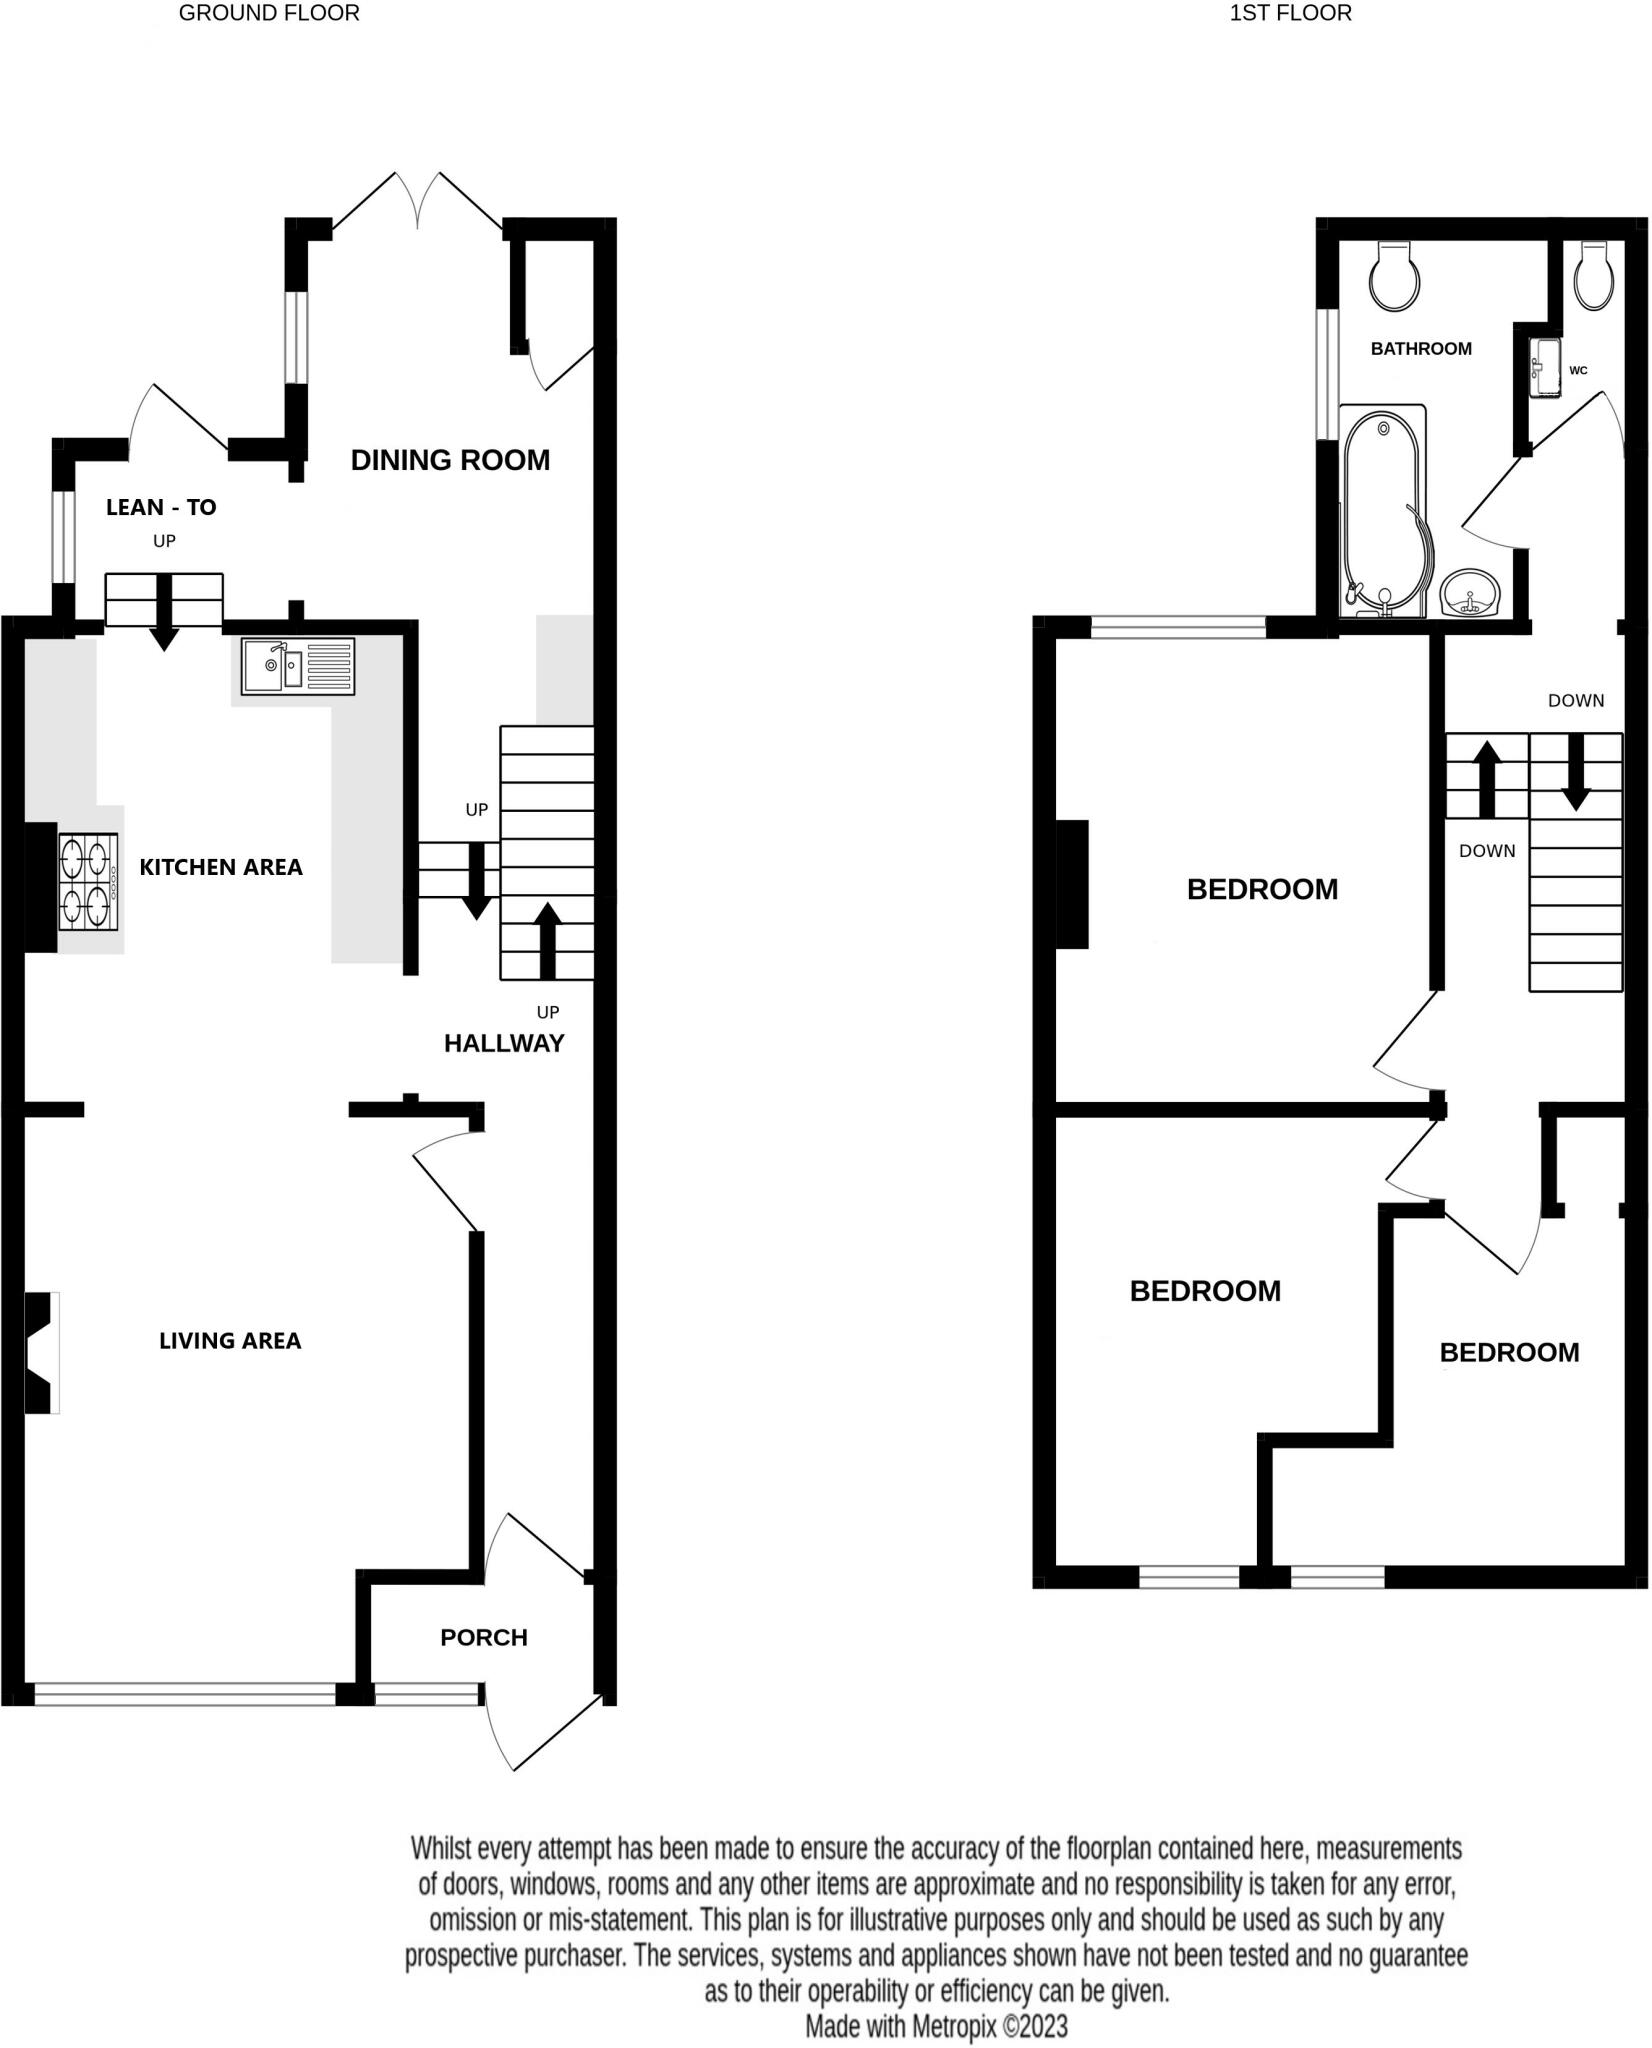 GROUND FLOOR
DINING ROOM
LEAN - TO
UP
UP
KITCHEN AREA
UP
HALLWAY
LIVING AREA
PORCH
1ST FLOOR
BATHROOM
WC
DOWN
DOWN
BEDROOM
BEDROOM
BEDROOM
Whilst every attempt has been made to ensure the accuracy of the floorplan contained here, measurements
of doors, windows, rooms and any other items are approximate and no responsibility is taken for any error,
omission or mis-statement. This plan is for illustrative purposes only and should be used as such by any
prospective purchaser. The services, systems and appliances shown have not been tested and no guarantee
as to their operability or efficiency can be given.
Made with Metropix ©2023